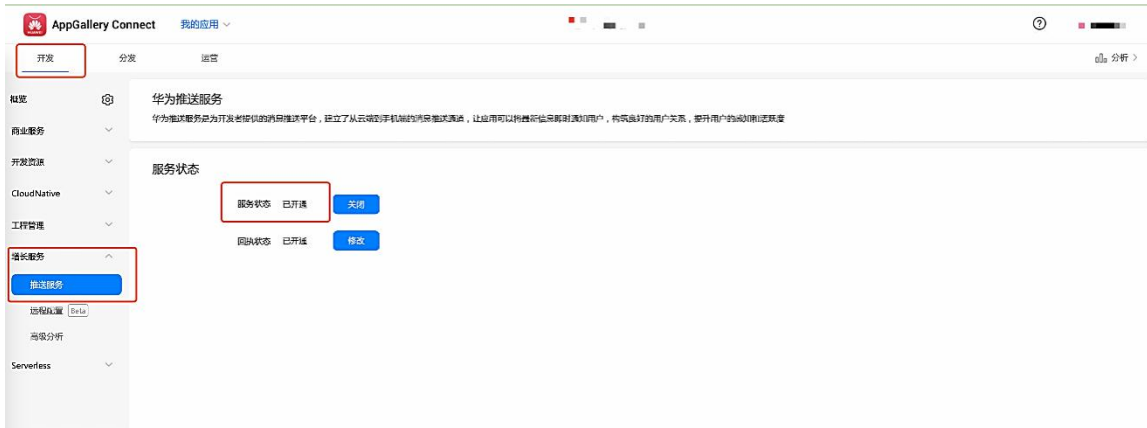 HUAWEI
AppGallery Connect
我的应用
开发
分发
运营
分析
概览
商业服务
开发资源
CloudNative
工程管理
增长服务
推送服务
远程配置 Beta
高级分析
Serverless
华为推送服务
华为推送服务是为开发者提供的消息推送平台，建立了从云端到手机端的消息推送通道，让应用可以将最新信息即时通知用户，构筑良好的用户关系，提升用户的感知和活跃度
服务状态
服务状态 已开通 关闭
回执状态 已开通 修改